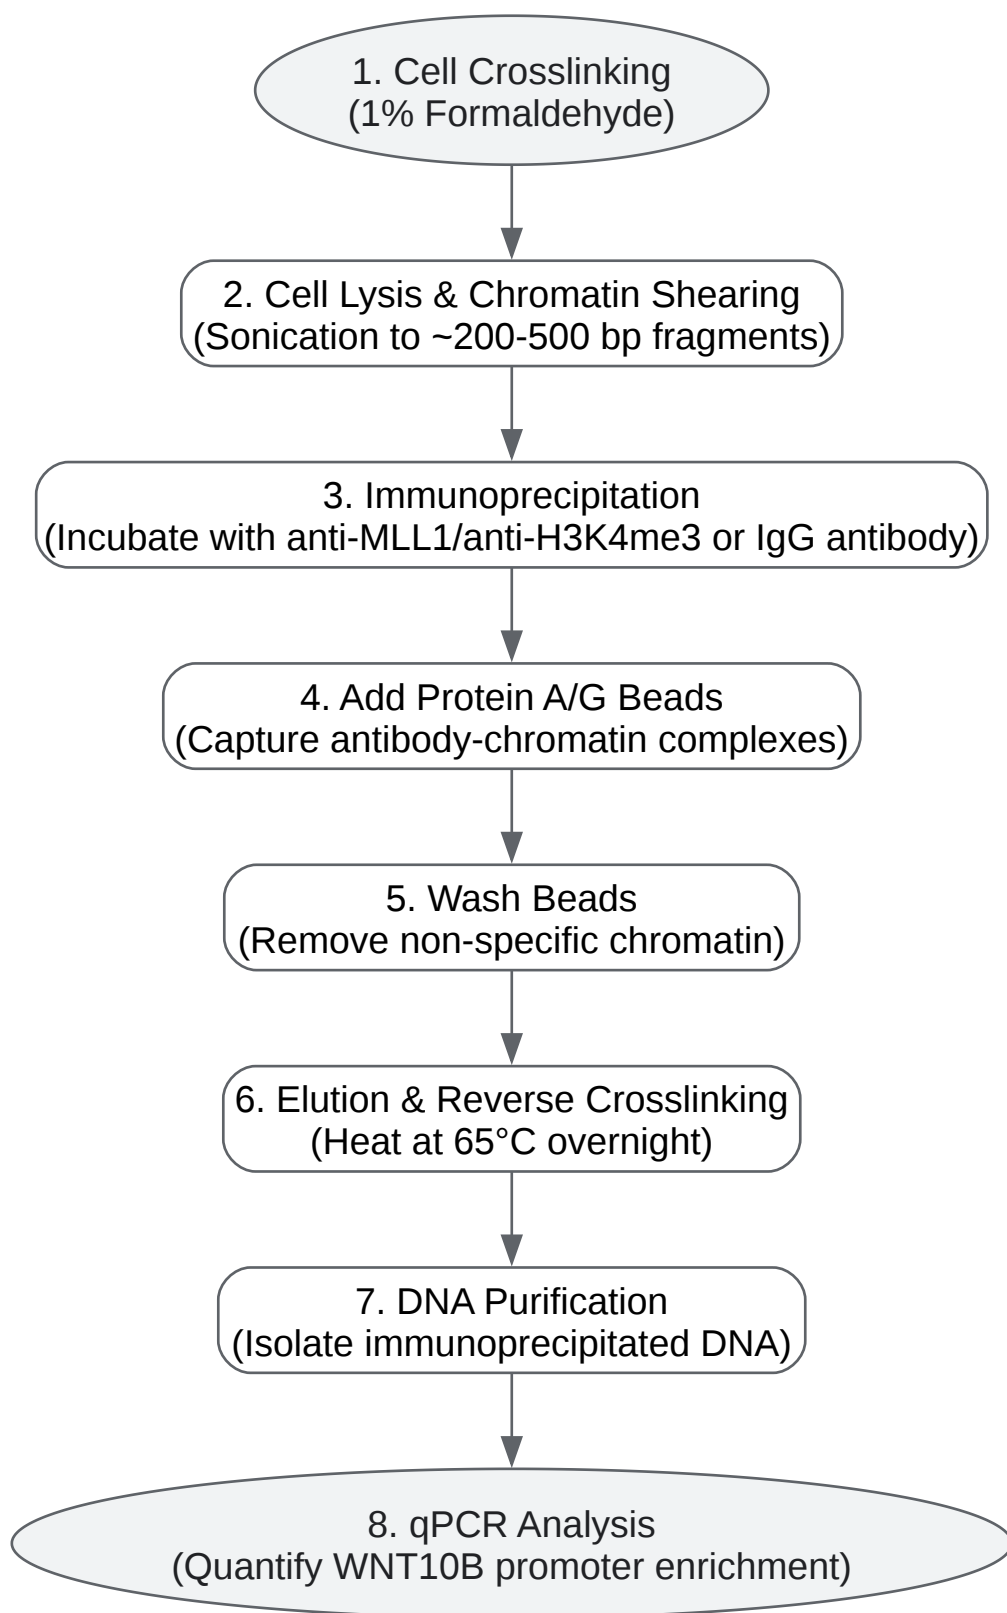 1. Cell Crosslinking
(1% Formaldehyde)
2. Cell Lysis & Chromatin Shearing
(Sonication to ~200-500 bp fragments)
3. Immunoprecipitation
(Incubate with anti-MLL1/anti-H3K4me3 or IgG antibody)
4. Add Protein A/G Beads
(Capture antibody-chromatin complexes)
5. Wash Beads
(Remove non-specific chromatin)
6. Elution & Reverse Crosslinking
(Heat at 65°C overnight)
7. DNA Purification
(Isolate immunoprecipitated DNA)
8. qPCR Analysis
(Quantify WNT10B promoter enrichment)